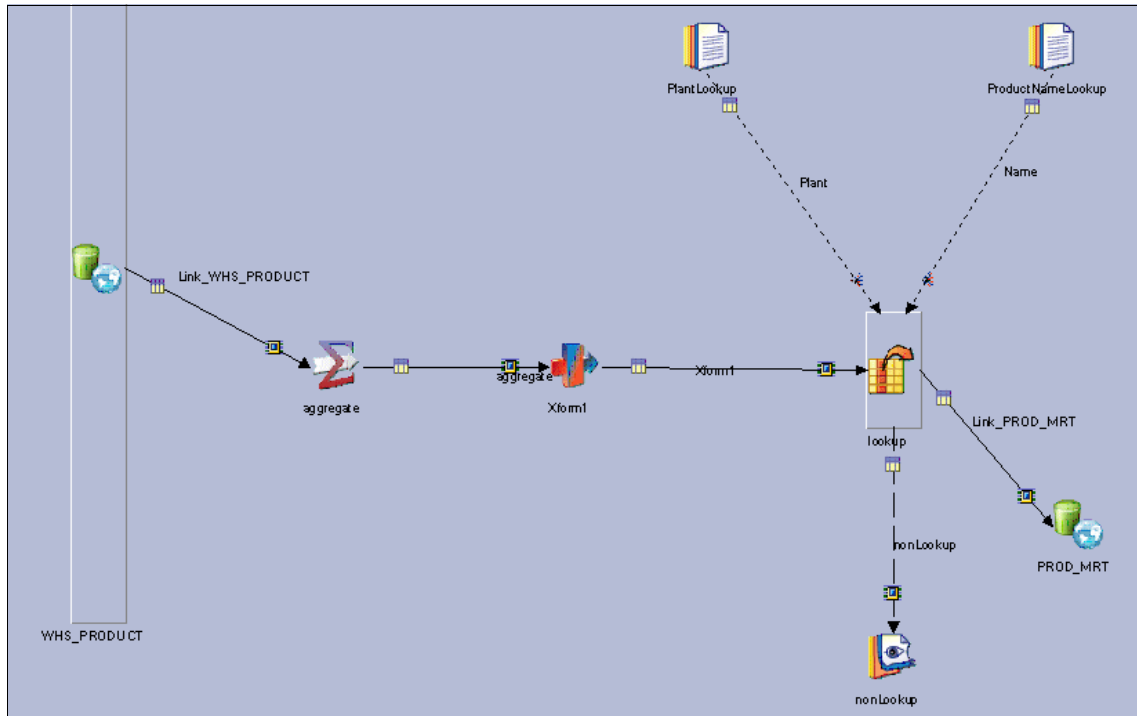 PlantLookup
ProductNameLookup
Plant
Name
Link_WHS_PRODUCT
aggregate
aggregate
Xform1
Xform1
lookup
Link_PROD_MRT
nonLookup
PROD_MRT
WHS_PRODUCT
nonLookup